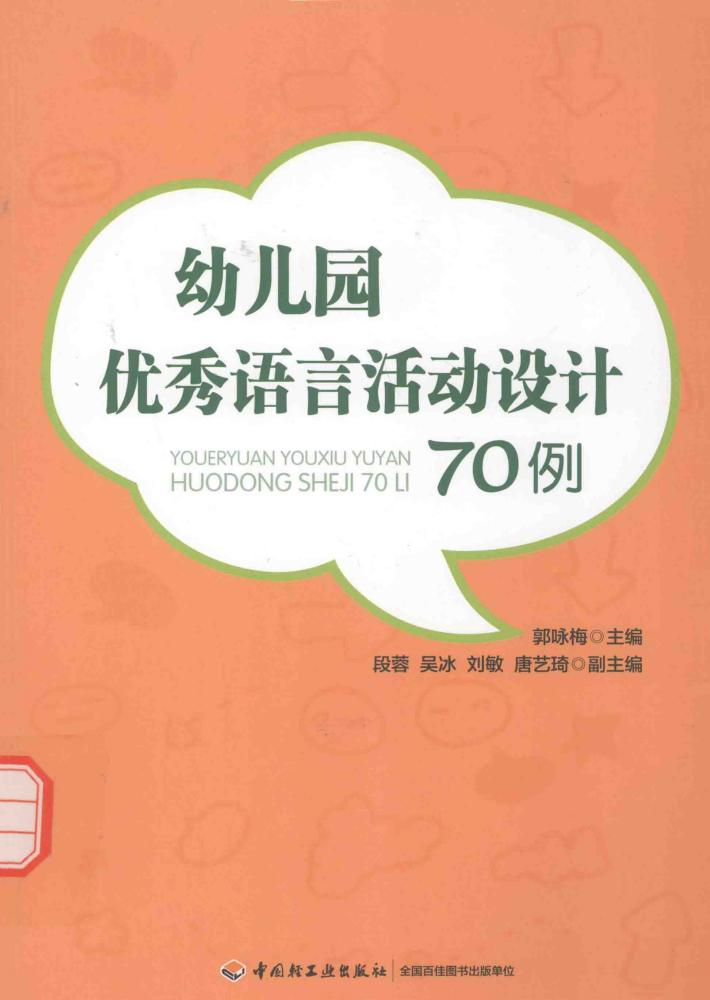 幼儿园
优秀语言活动设计
YOUERYUAN YOUXIU YUYAN
HUODONG SHEJI 70 LI
70例
郭咏梅◎主编
段蓉 吴冰 刘敏 唐艺琦◎副主编
中国轻工业出版社 全国百佳图书出版单位